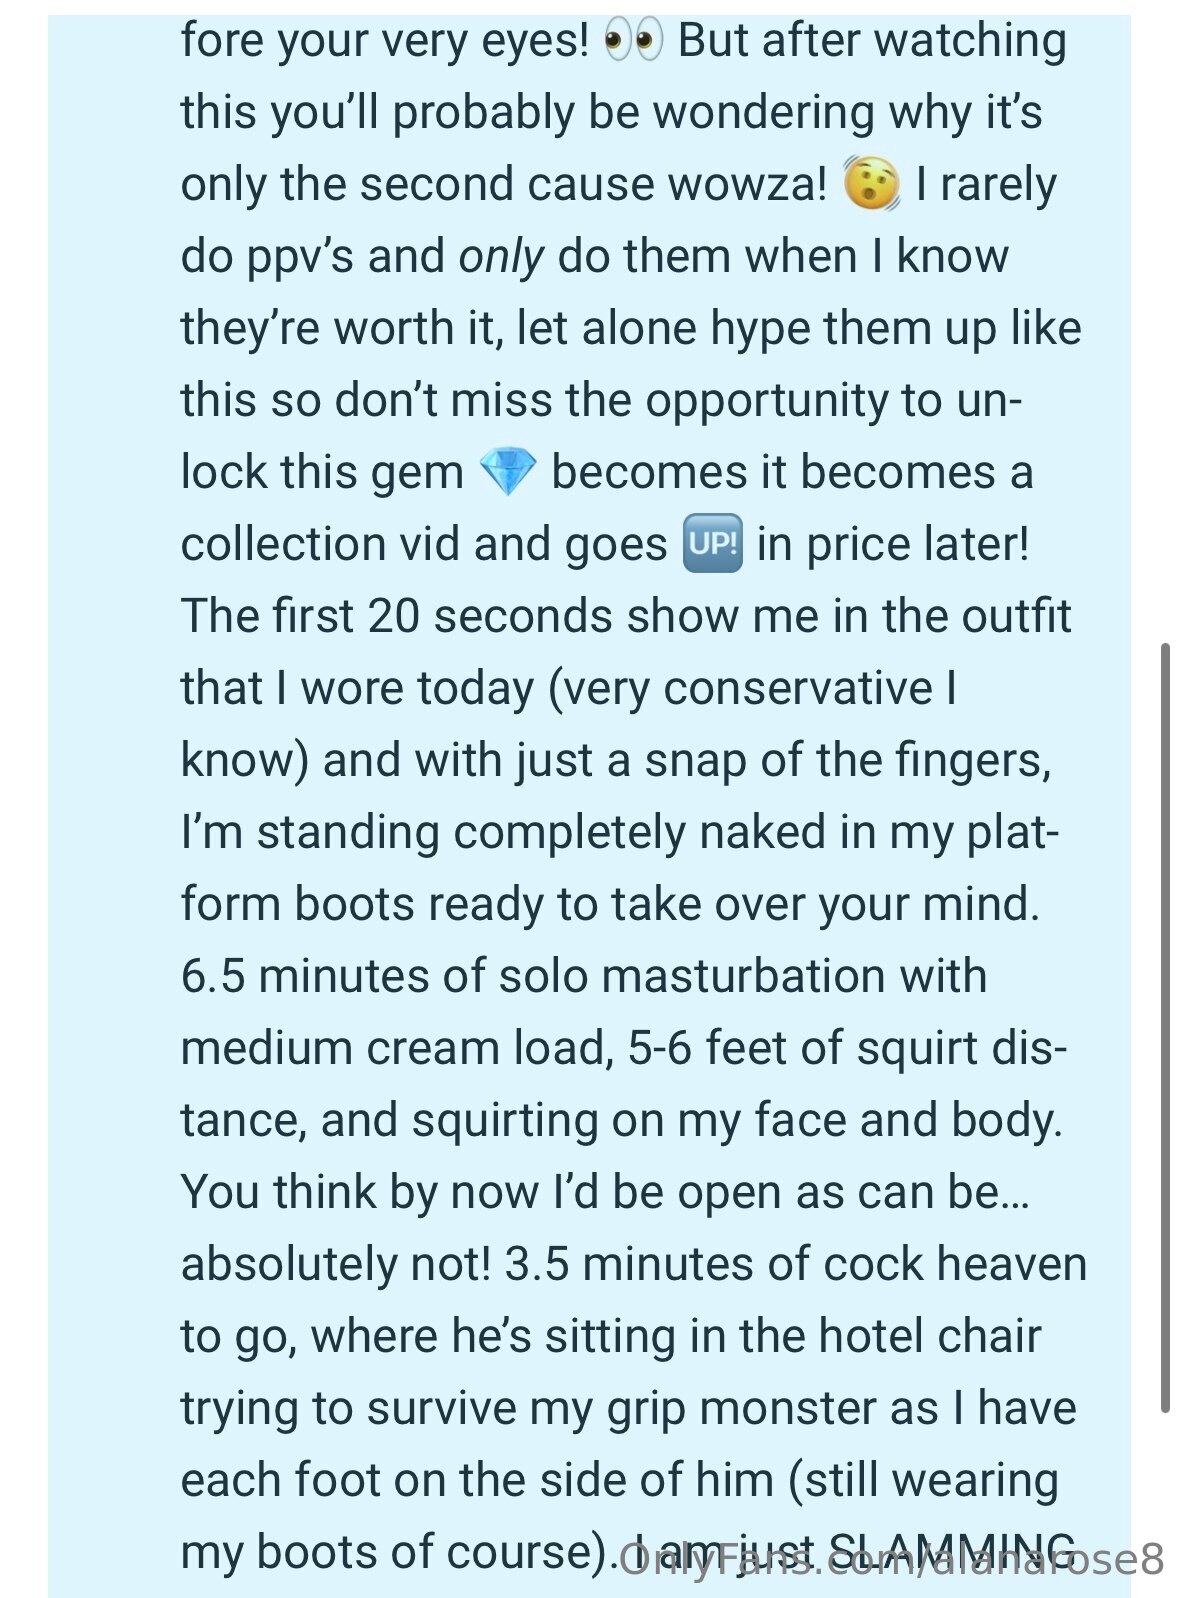 fore your very eyes! 👀 But after watching
this you’ll probably be wondering why it’s
only the second cause wowza! 🫨 I rarely
do ppv’s and only do them when I know
they’re worth it, let alone hype them up like
this so don’t miss the opportunity to un-
lock this gem 💎 becomes it becomes a
collection vid and goes 🆙 in price later!
The first 20 seconds show me in the outfit
that I wore today (very conservative I
know) and with just a snap of the fingers,
I’m standing completely naked in my plat-
form boots ready to take over your mind.
6.5 minutes of solo masturbation with
medium cream load, 5-6 feet of squirt dis-
tance, and squirting on my face and body.
You think by now I’d be open as can be…
absolutely not! 3.5 minutes of cock heaven
to go, where he’s sitting in the hotel chair
trying to survive my grip monster as I have
each foot on the side of him (still wearing
my boots of course). I am just SLAMMING
OnlyFans.com/alanarose8